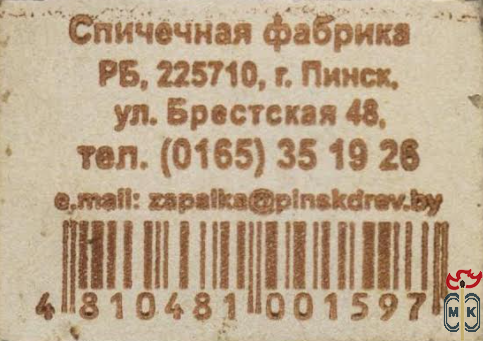 Спичечная фабрика
РБ, 225710, г. Пинск,
ул. Брестская 48,
тел. (0165) 35 19 26
e.mail: zapalka@pinskdrev.by
4 810481 001597
МК